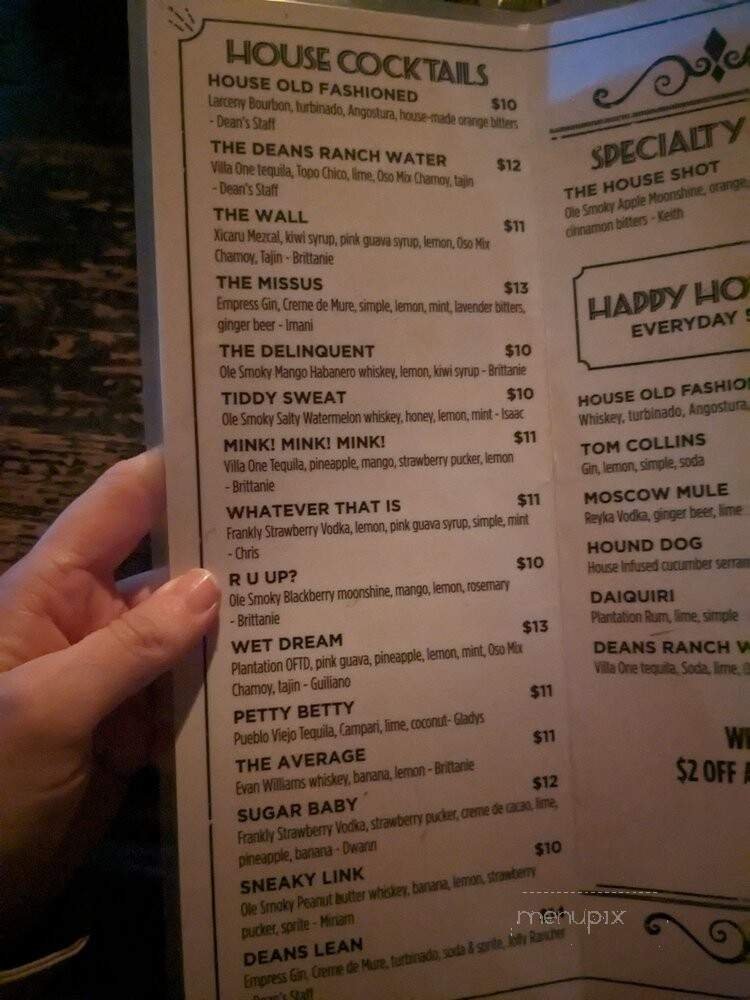 HOUSE COCKTAILS
HOUSE OLD FASHIONED $10
Larceny Bourbon, turbinado, Angostura, house-made orange bitters
- Dean's Staff
THE DEANS RANCH WATER $12
Villa One tequila, Topo Chico, lime, Oso Mix Chamoy, tajin
- Dean's Staff
THE WALL $11
Xicaru Mezcal, kiwi syrup, pink guava syrup, lemon, Oso Mix
Chamoy, Tajin - Brittanie
THE MISSUS $13
Empress Gin, Creme de Mure, simple, lemon, mint, lavender bitters,
ginger beer - Imani
THE DELINQUENT $10
Ole Smoky Mango Habanero whiskey, lemon, kiwi syrup - Brittanie
TIDDY SWEAT $10
Ole Smoky Salty Watermelon whiskey, honey, lemon, mint - Isaac
MINK! MINK! MINK! $11
Villa One Tequila, pineapple, mango, strawberry pucker, lemon
- Brittanie
WHATEVER THAT IS $11
Frankly Strawberry Vodka, lemon, pink guava syrup, simple, mint
- Chris
R U UP? $10
Ole Smoky Blackberry moonshine, mango, lemon, rosemary
- Brittanie
WET DREAM $13
Plantation OFTD, pink guava, pineapple, lemon, mint, Oso Mix
Chamoy, tajin - Guiliano
PETTY BETTY $11
Pueblo Viejo Tequila, Campari, lime, coconut- Gladys
THE AVERAGE $11
Evan Williams whiskey, banana, lemon - Brittanie
SUGAR BABY $12
Frankly Strawberry Vodka, strawberry pucker, creme de cacao, lime,
pineapple, banana - Dwann
SNEAKY LINK $10
Ole Smoky Peanut butter whiskey, banana, lemon, strawberry
pucker, sprite - Miriam
DEANS LEAN
Empress Gin, Creme de Mure, turbinado, soda & sprite, Jolly Rancher
- Dean's Staff
SPECIALTY
THE HOUSE SHOT
Ole Smoky Apple Moonshine, orange,
cinnamon bitters - Keith
HAPPY HO
EVERYDAY
HOUSE OLD FASHIO
Whiskey, turbinado, Angostura,
TOM COLLINS
Gin, lemon, simple, soda
MOSCOW MULE
Reyka Vodka, ginger beer, lime
HOUND DOG
House Infused cucumber serran
DAIQUIRI
Plantation Rum, lime, simple
DEANS RANCH W
Villa One tequila, Soda, lime,
$2 OFF A
menupix